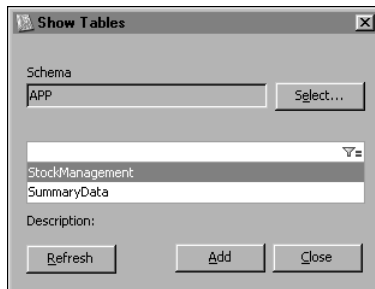 Show Tables
Schema
APP
Select...
StockManagement
SummaryData
Description:
Refresh
Add
Close